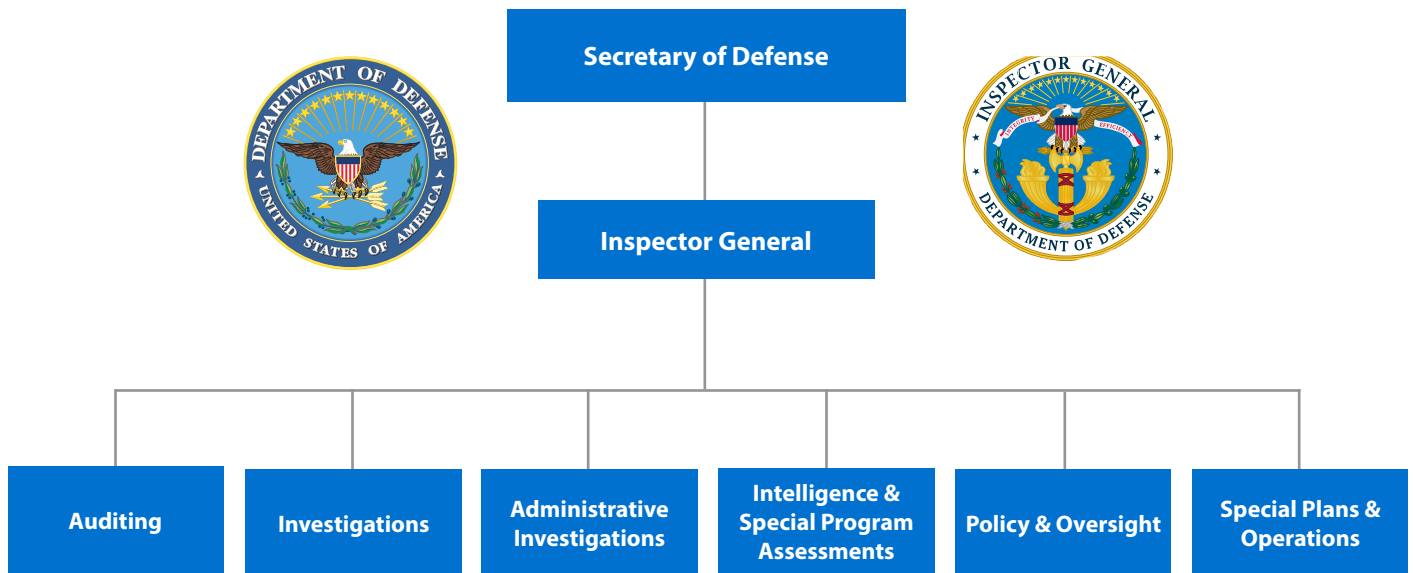 Secretary of Defense
DEPARTMENT OF DEFENSE
UNITED STATES OF AMERICA
INSPECTOR GENERAL
INTEGRITY
EFFICIENCY
DEPARTMENT OF DEFENSE
Inspector General
Auditing
Investigations
Administrative
Investigations
Intelligence &
Special Program
Assessments
Policy & Oversight
Special Plans &
Operations